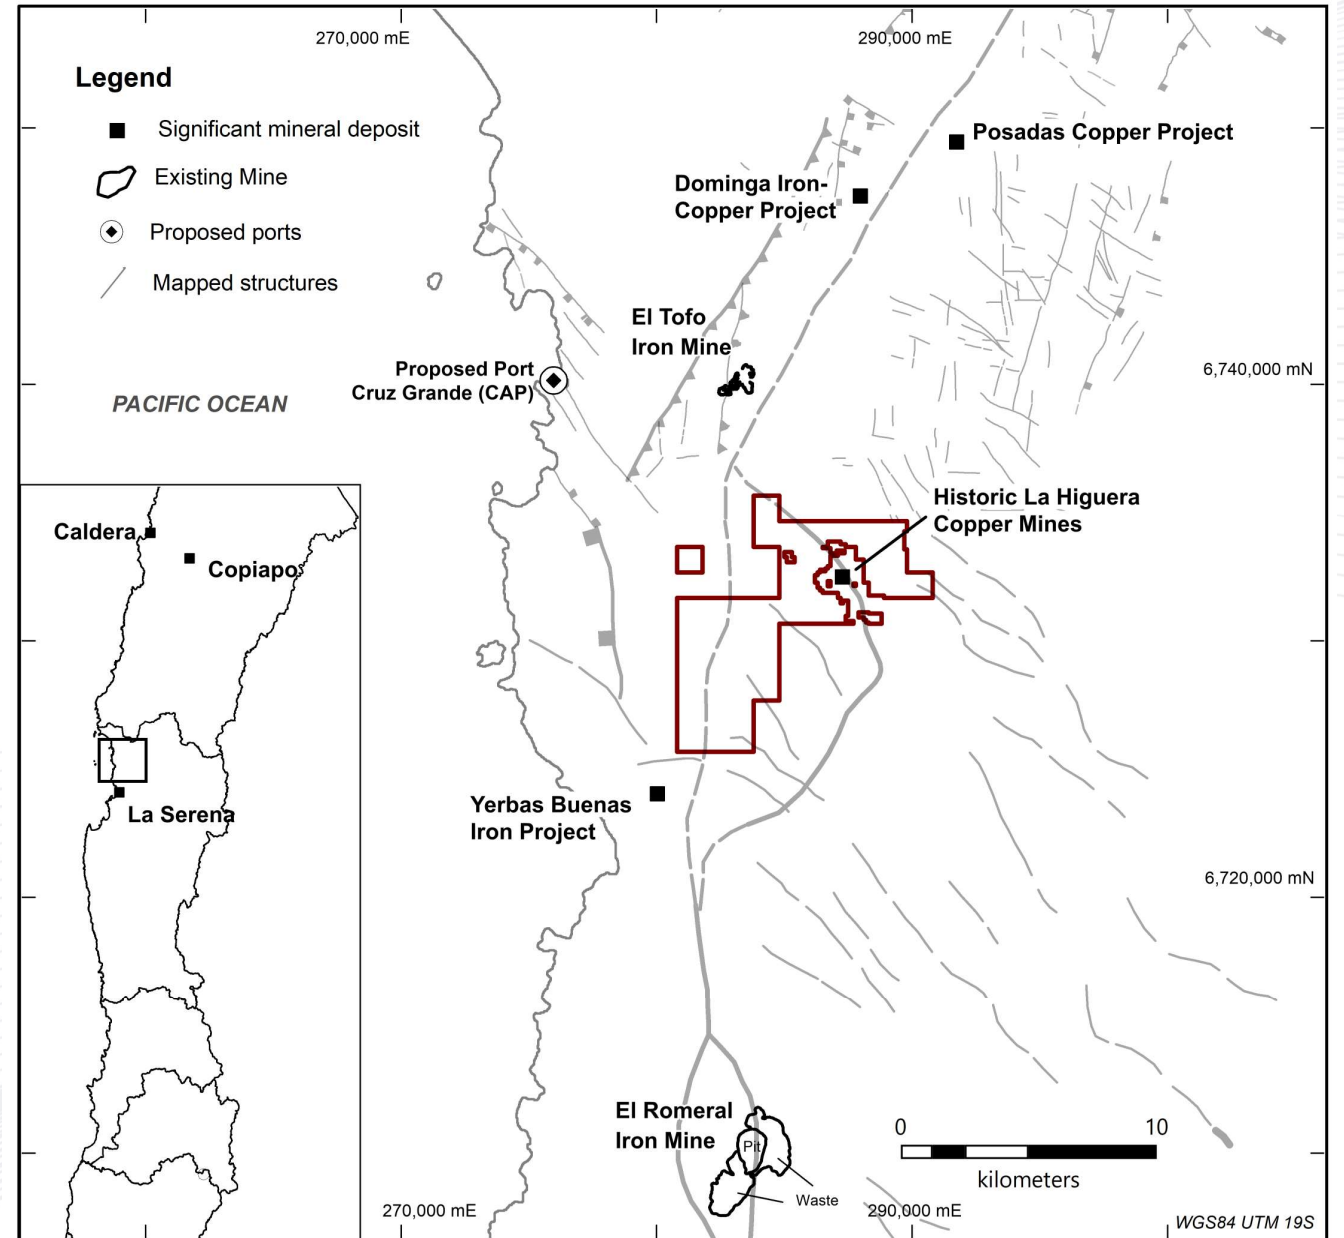 270,000 mE
290,000 mE
Legend
Significant mineral deposit
Existing Mine
Proposed ports
Mapped structures
Posadas Copper Project
Dominga Iron-
Copper Project
El Tofo
Iron Mine
Proposed Port
Cruz Grande (CAP)
6,740,000 mN
PACIFIC OCEAN
Historic La Higuera
Copper Mines
Caldera
Copiapo
La Serena
Yerbas Buenas
Iron Project
6,720,000 mN
El Romeral
Iron Mine
Pit
Waste
0
10
kilometers
270,000 mE
290,000 mE
WGS84 UTM 19S